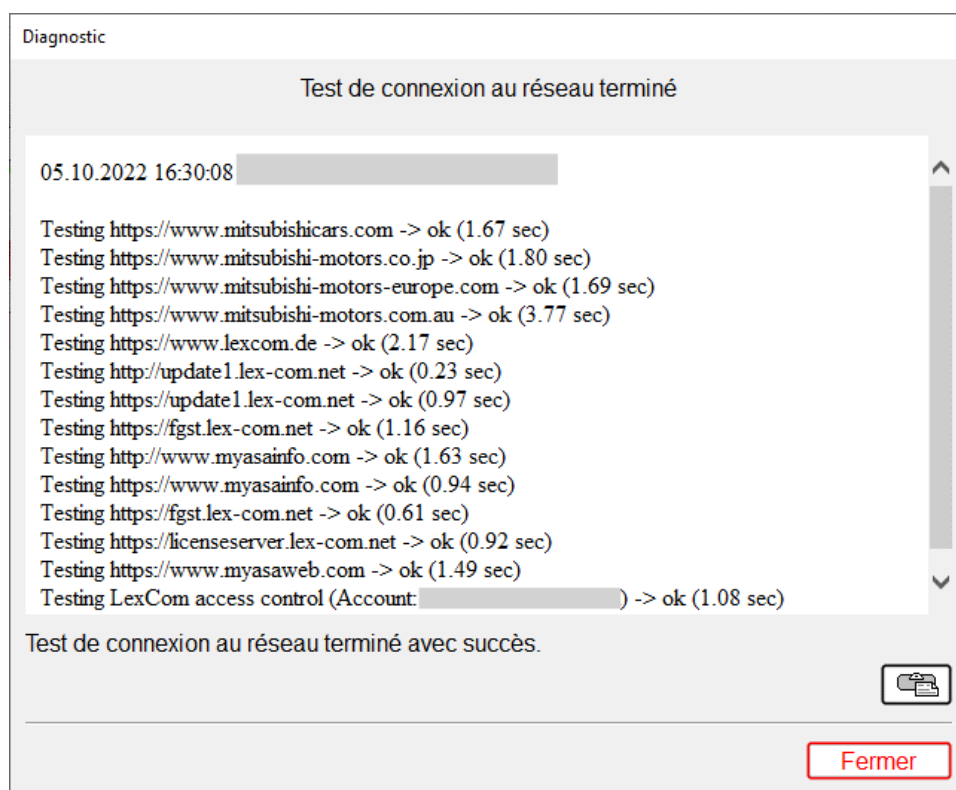 Diagnostic
Test de connexion au réseau terminé
05.10.2022 16:30:08
Testing https://www.mitsubishicars.com -> ok (1.67 sec)
Testing https://www.mitsubishi-motors.co.jp -> ok (1.80 sec)
Testing https://www.mitsubishi-motors-europe.com -> ok (1.69 sec)
Testing https://www.mitsubishi-motors.com.au -> ok (3.77 sec)
Testing https://www.lexcom.de -> ok (2.17 sec)
Testing http://update1.lex-com.net -> ok (0.23 sec)
Testing https://update1.lex-com.net -> ok (0.97 sec)
Testing https://fgst.lex-com.net -> ok (1.16 sec)
Testing http://www.myasainfo.com -> ok (1.63 sec)
Testing https://www.myasainfo.com -> ok (0.94 sec)
Testing https://fgst.lex-com.net -> ok (0.61 sec)
Testing https://licenseserver.lex-com.net -> ok (0.92 sec)
Testing https://www.myasaweb.com -> ok (1.49 sec)
Testing LexCom access control (Account: ) -> ok (1.08 sec)
Test de connexion au réseau terminé avec succès.
Fermer